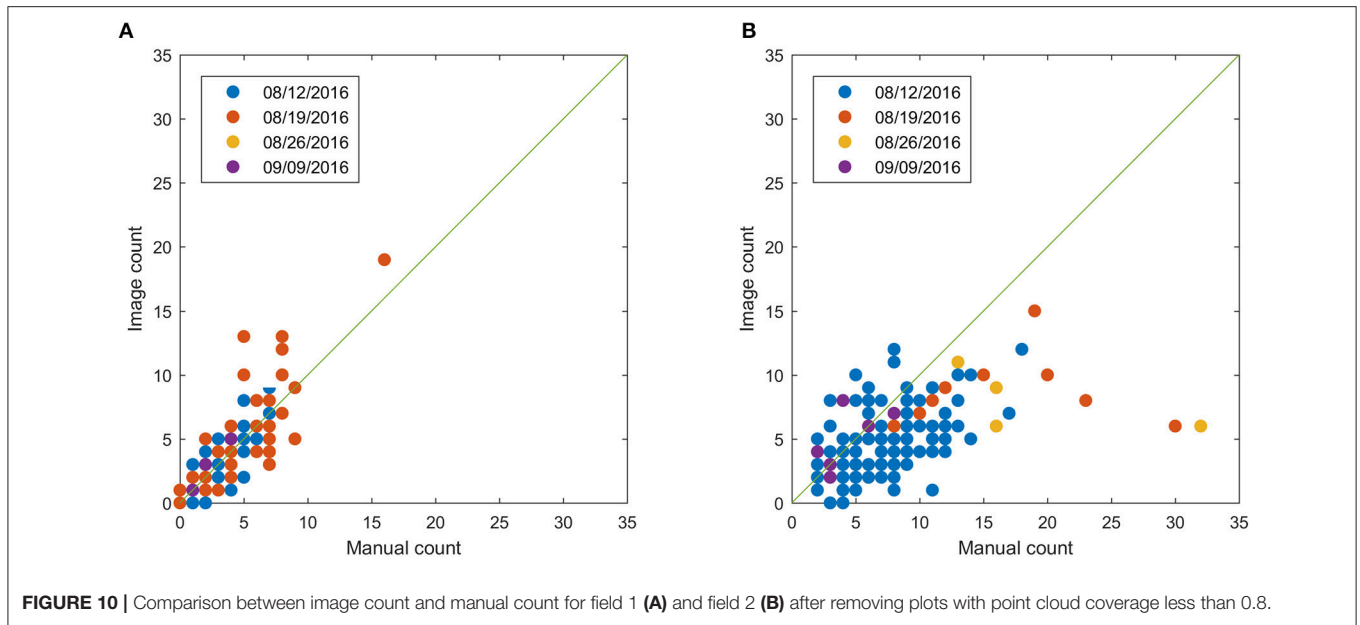 A
35
30
25
20
15
10
5
0
Image count
08/12/2016
08/19/2016
08/26/2016
09/09/2016
0 5 10 15 20 25 30 35
Manual count
B
35
30
25
20
15
10
5
0
Image count
08/12/2016
08/19/2016
08/26/2016
09/09/2016
0 5 10 15 20 25 30 35
Manual count
FIGURE 10 | Comparison between image count and manual count for field 1 (A) and field 2 (B) after removing plots with point cloud coverage less than 0.8.